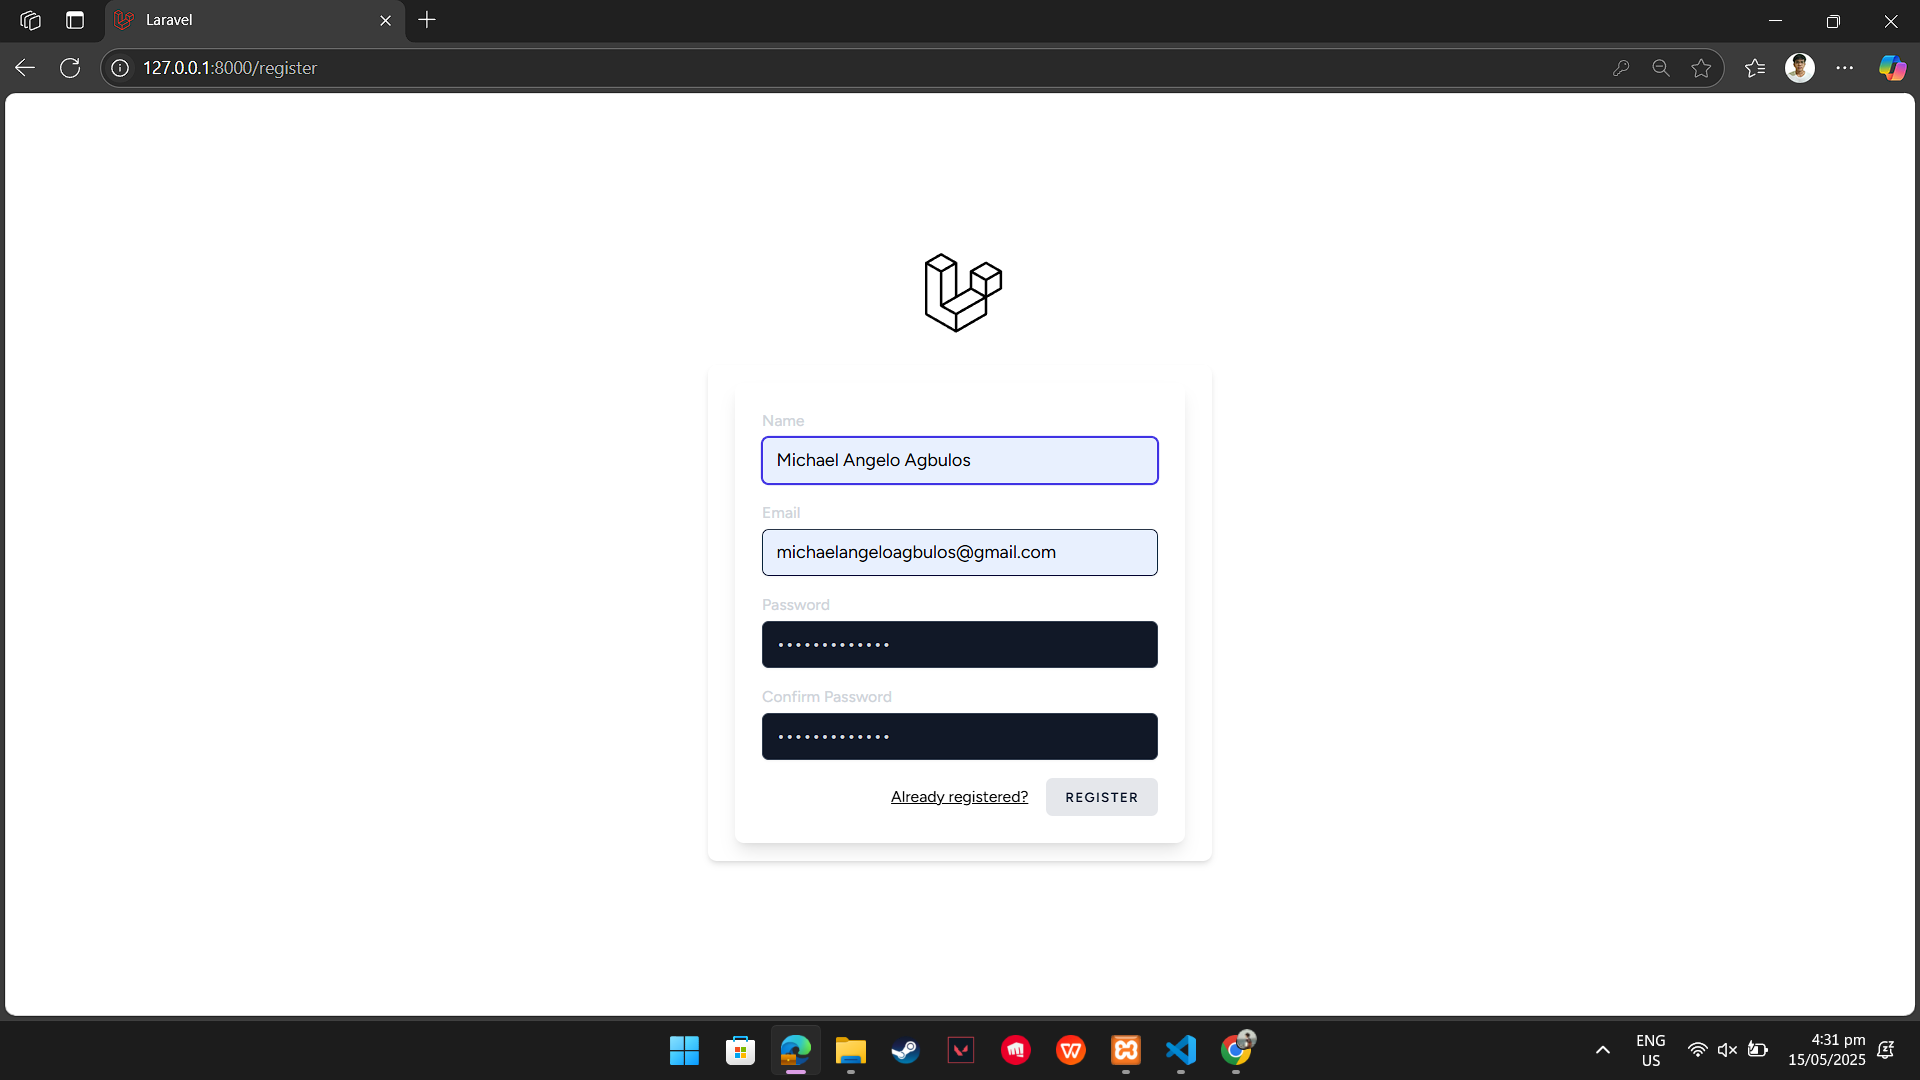 Laravel
127.0.0.1:8000/register
Name
Michael Angelo Agbulos
Email
michaelangeloagbulos@gmail.com
Password
•••••••••••••
Confirm Password
•••••••••••••
Already registered? REGISTER
ENG
US
4:31 pm
15/05/2025